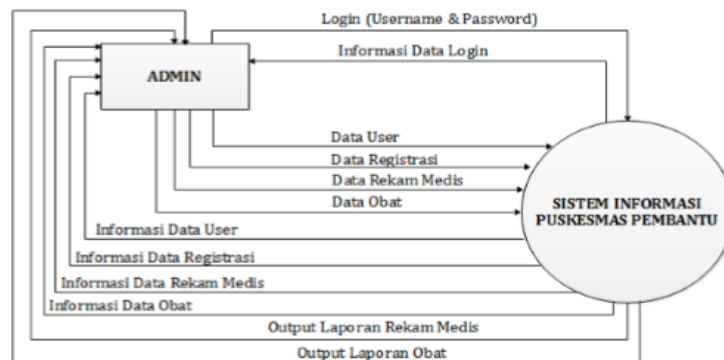 Login (Username & Password)
Informasi Data Login
ADMIN
Data User
Data Registrasi
Data Rekam Medis
Data Obat
SISTEM INFORMASI
PUSKESMAS PEMBANTU
Informasi Data User
Informasi Data Registrasi
Informasi Data Rekam Medis
Informasi Data Obat
Output Laporan Rekam Medis
Output Laporan Obat